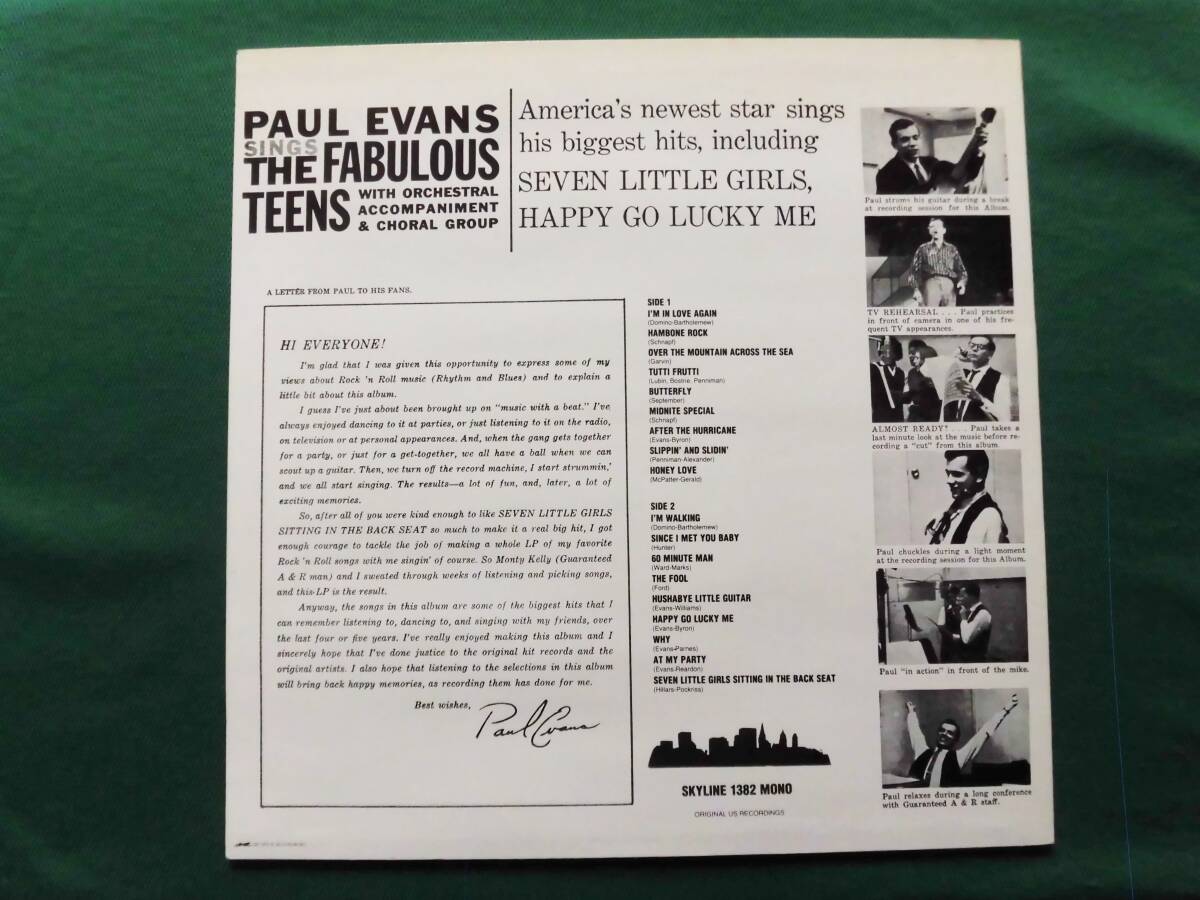 PAUL EVANS
SINGS
THE FABULOUS
TEENS WITH ORCHESTRAL
ACCOMPANIMENT
& CHORAL GROUP
America's newest star sings
his biggest hits, including
SEVEN LITTLE GIRLS,
HAPPY GO LUCKY ME
A LETTER FROM PAUL TO HIS FANS.
HI EVERYONE!
I'm glad that I was given this opportunity to express some of my
views about Rock 'n Roll music (Rhythm and Blues) and to explain a
little bit about this album.
I guess I've just about been brought up on "music with a beat." I've
always enjoyed dancing to it at parties, or just listening to it on the radio,
on television or at personal appearances. And, when the gang gets together
for a party, or just for a get-together, we all have a ball when we can
scout up a guitar. Then, we turn off the record machine, I start strummin,'
and we all start singing. The results—a lot of fun, and, later, a lot of
exciting memories.
So, after all of you were kind enough to like SEVEN LITTLE GIRLS
SITTING IN THE BACK SEAT so much to make it a real big hit, I got
enough courage to tackle the job of making a whole LP of my favorite
Rock 'n Roll songs with me singin' of course. So Monty Kelly (Guaranteed
A & R man) and I sweated through weeks of listening and picking songs,
and this LP is the result.
Anyway, the songs in this album are some of the biggest hits that I
can remember listening to, dancing to, and singing with my friends, over
the last four or five years. I've really enjoyed making this album and I
sincerely hope that I've done justice to the original hit records and the
original artists. I also hope that listening to the selections in this album
will bring back happy memories, as recording them has done for me.
Best wishes,
Paul Evans
SIDE 1
I'M IN LOVE AGAIN
(Domino-Bartholemew)
HAMBONE ROCK
(Schnapf)
OVER THE MOUNTAIN ACROSS THE SEA
(Garvin)
TUTTI FRUTTI
(Lubin, Bostrie, Penniman)
BUTTERFLY
(September)
MIDNITE SPECIAL
(Schnapf)
AFTER THE HURRICANE
(Evans-Byron)
SLIPPIN' AND SLIDIN'
(Penniman-Alexander)
HONEY LOVE
(McPatter-Gerald)
SIDE 2
I'M WALKING
(Domino-Bartholemew)
SINCE I MET YOU BABY
(Hunter)
60 MINUTE MAN
(Ward-Marks)
THE FOOL
(Ford)
HUSHABYE LITTLE GUITAR
(Evans-Williams)
HAPPY GO LUCKY ME
(Evans-Byron)
WHY
(Evans-Parnes)
AT MY PARTY
(Evans-Reardon)
SEVEN LITTLE GIRLS SITTING IN THE BACK SEAT
(Hillars-Pockriss)
SKYLINE 1382 MONO
ORIGINAL US RECORDINGS
Paul strums his guitar during a break
at recording session for this Album.
TV REHEARSAL . . . Paul practices
in front of camera in one of his fre-
quent TV appearances.
ALMOST READY? . . . Paul takes a
last minute look at the music before re-
cording a "cut" from this album.
Paul chuckles during a light moment
at the recording session for this Album.
Paul "in action" in front of the mike.
Paul relaxes during a long conference
with Guaranteed A & R staff.